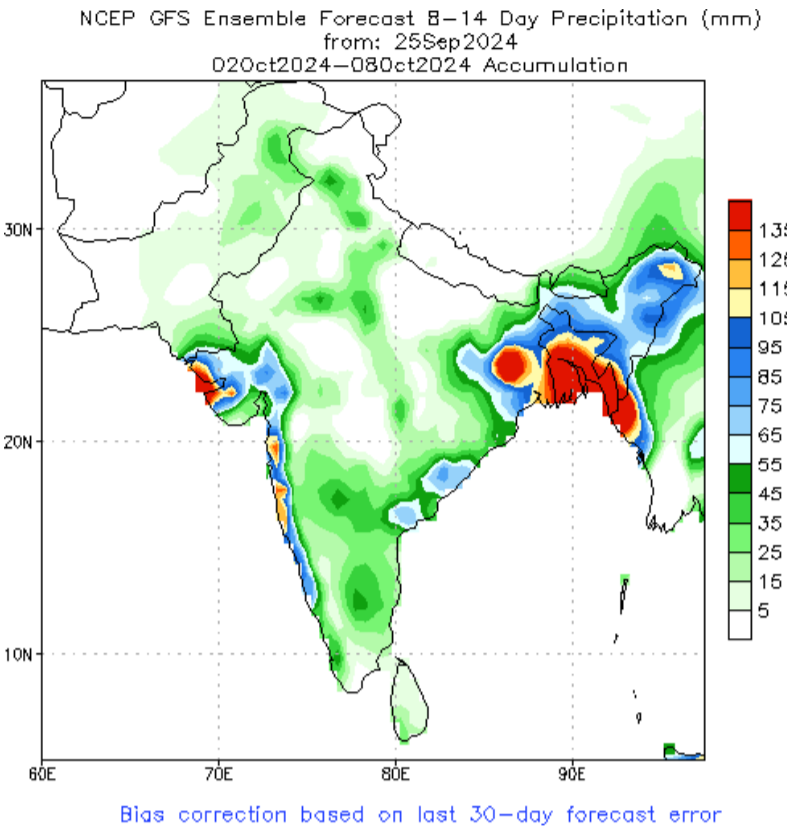 NCEP GFS Ensemble Forecast 8-14 Day Precipitation (mm)
from: 25Sep2024
02Oct2024-08Oct2024 Accumulation
30N
20N
10N
60E
70E
80E
90E
135
125
115
105
95
85
75
65
55
45
35
25
15
5
Bias correction based on last 30-day forecast error